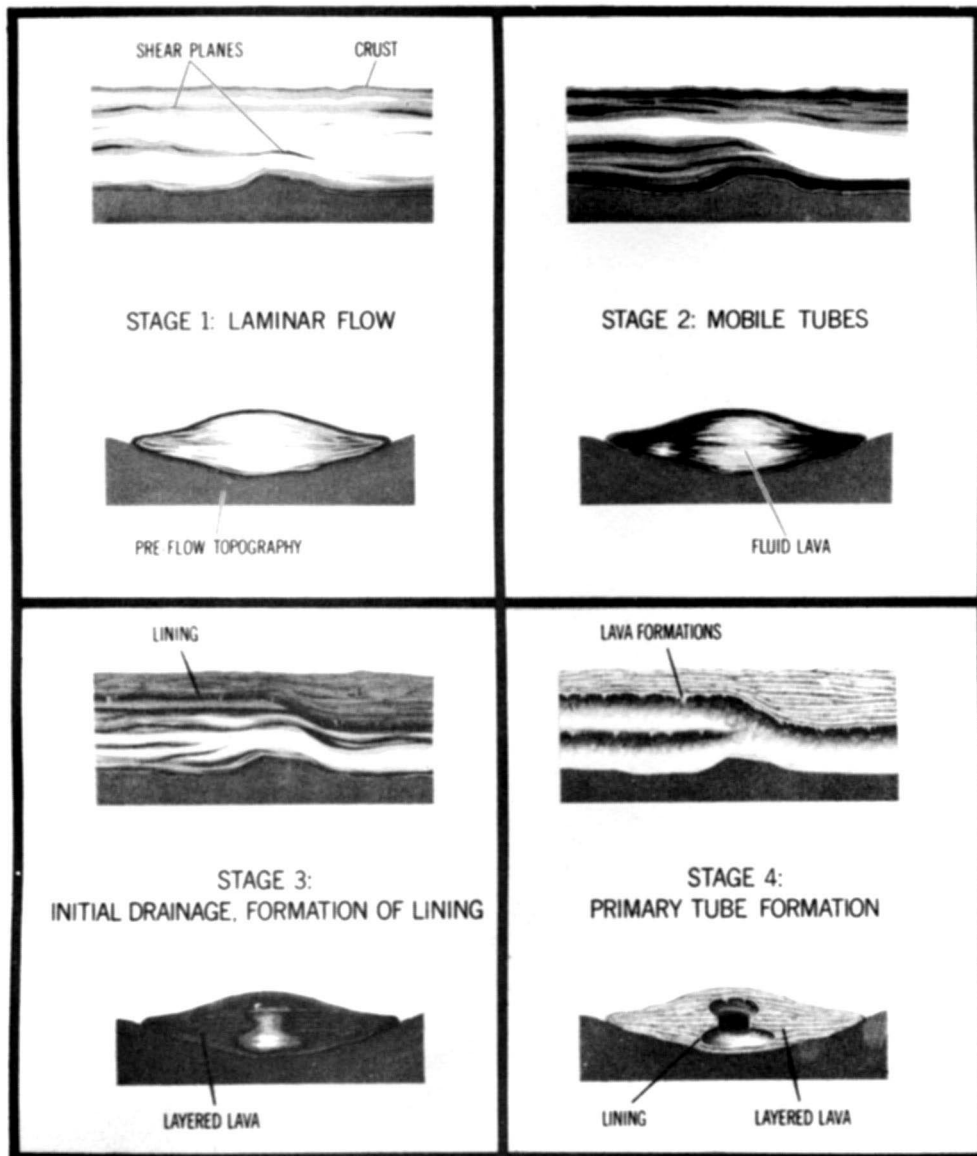 SHEAR PLANES
CRUST
STAGE 1: LAMINAR FLOW
PRE FLOW TOPOGRAPHY
STAGE 2: MOBILE TUBES
FLUID LAVA
LINING
STAGE 3:
INITIAL DRAINAGE, FORMATION OF LINING
LAYERED LAVA
LAVA FORMATIONS
STAGE 4:
PRIMARY TUBE FORMATION
LINING
LAYERED LAVA